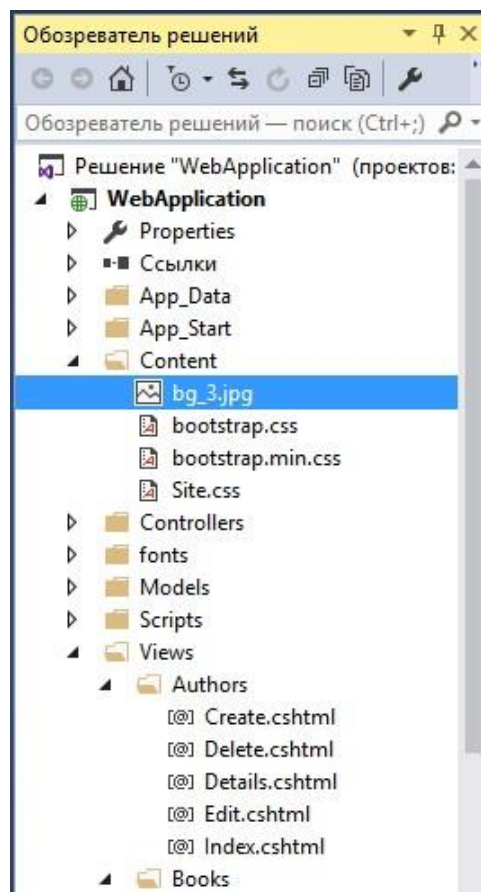 Обозреватель решений
Обозреватель решений — поиск (Ctrl+;)
Решение "WebApplication" (проектов:
WebApplication
Properties
Ссылки
App_Data
App_Start
Content
bg_3.jpg
bootstrap.css
bootstrap.min.css
Site.css
Controllers
fonts
Models
Scripts
Views
Authors
[@] Create.cshtml
[@] Delete.cshtml
[@] Details.cshtml
[@] Edit.cshtml
[@] Index.cshtml
Books